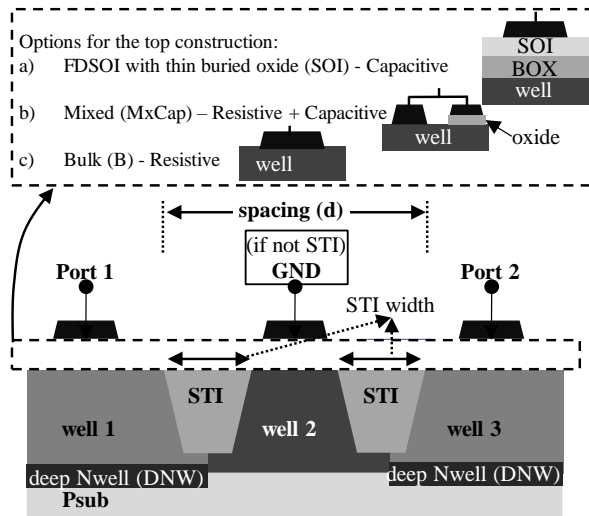 Options for the top construction:
a) FDSOI with thin buried oxide (SOI) - Capacitive
SOI
BOX
well
b) Mixed (MxCap) – Resistive + Capacitive
well
oxide
c) Bulk (B) - Resistive
well
spacing (d)
(if not STI)
GND
Port 1
Port 2
STI width
STI
STI
well 1
well 2
well 3
deep Nwell (DNW)
deep Nwell (DNW)
Psub